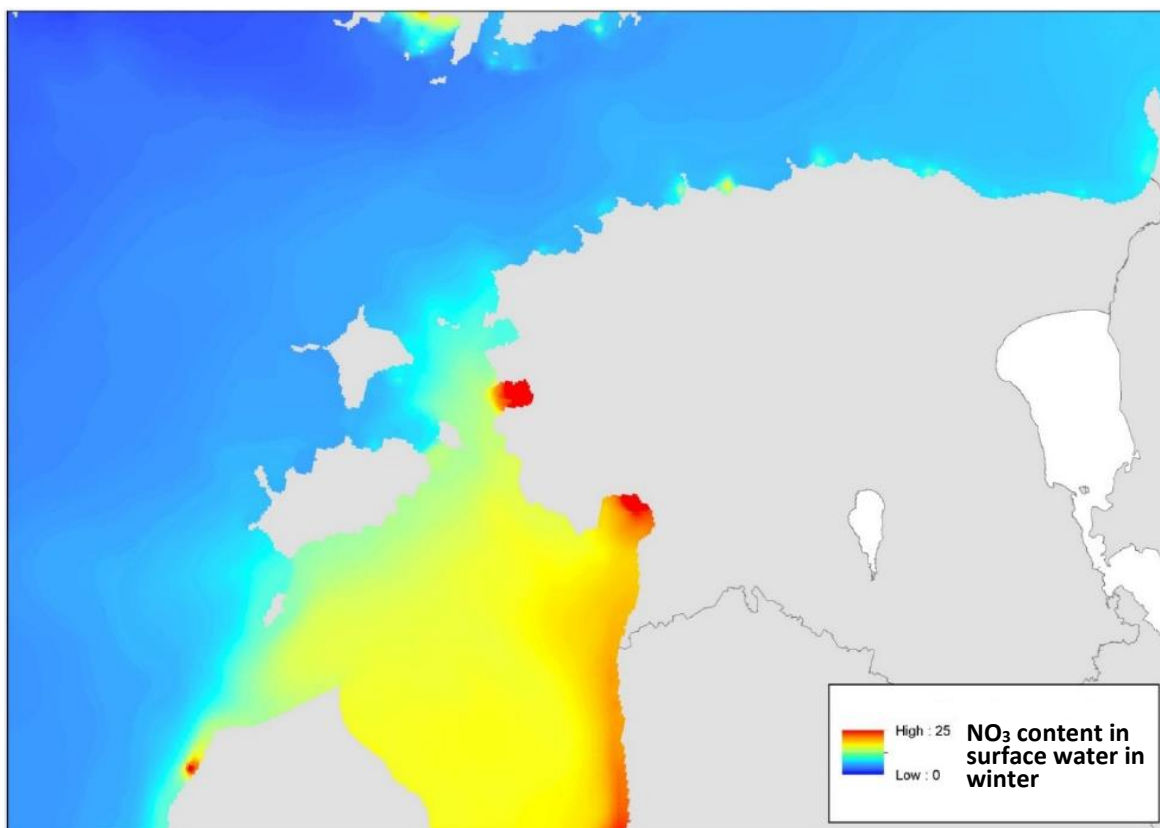 High : 25
Low : 0
NO₃ content in
surface water in
winter